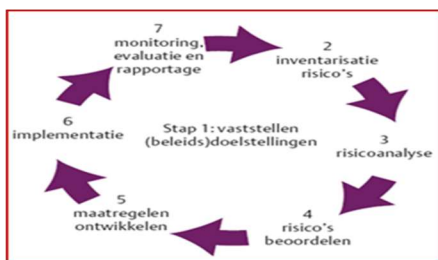 7
monitoring,
evaluatie en
rapportage
2
inventarisatie
risico's
6
implementatie
Stap 1: vaststellen
(beleids)doelstellingen
3
risicoanalyse
5
maatregelen
ontwikkelen
4
risico's
beoordelen